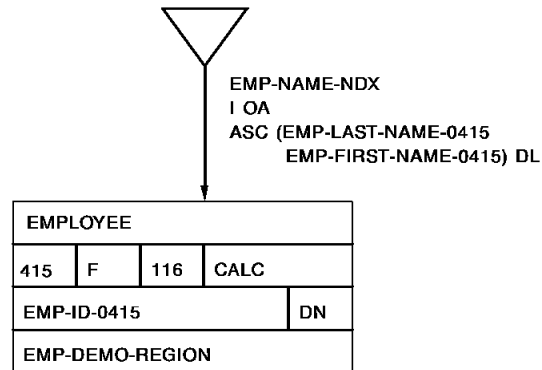 EMP-NAME-NDX
I OA
ASC (EMP-LAST-NAME-0415
EMP-FIRST-NAME-0415) DL
EMPLOYEE
415 F 116 CALC
EMP-ID-0415 DN
EMP-DEMO-REGION